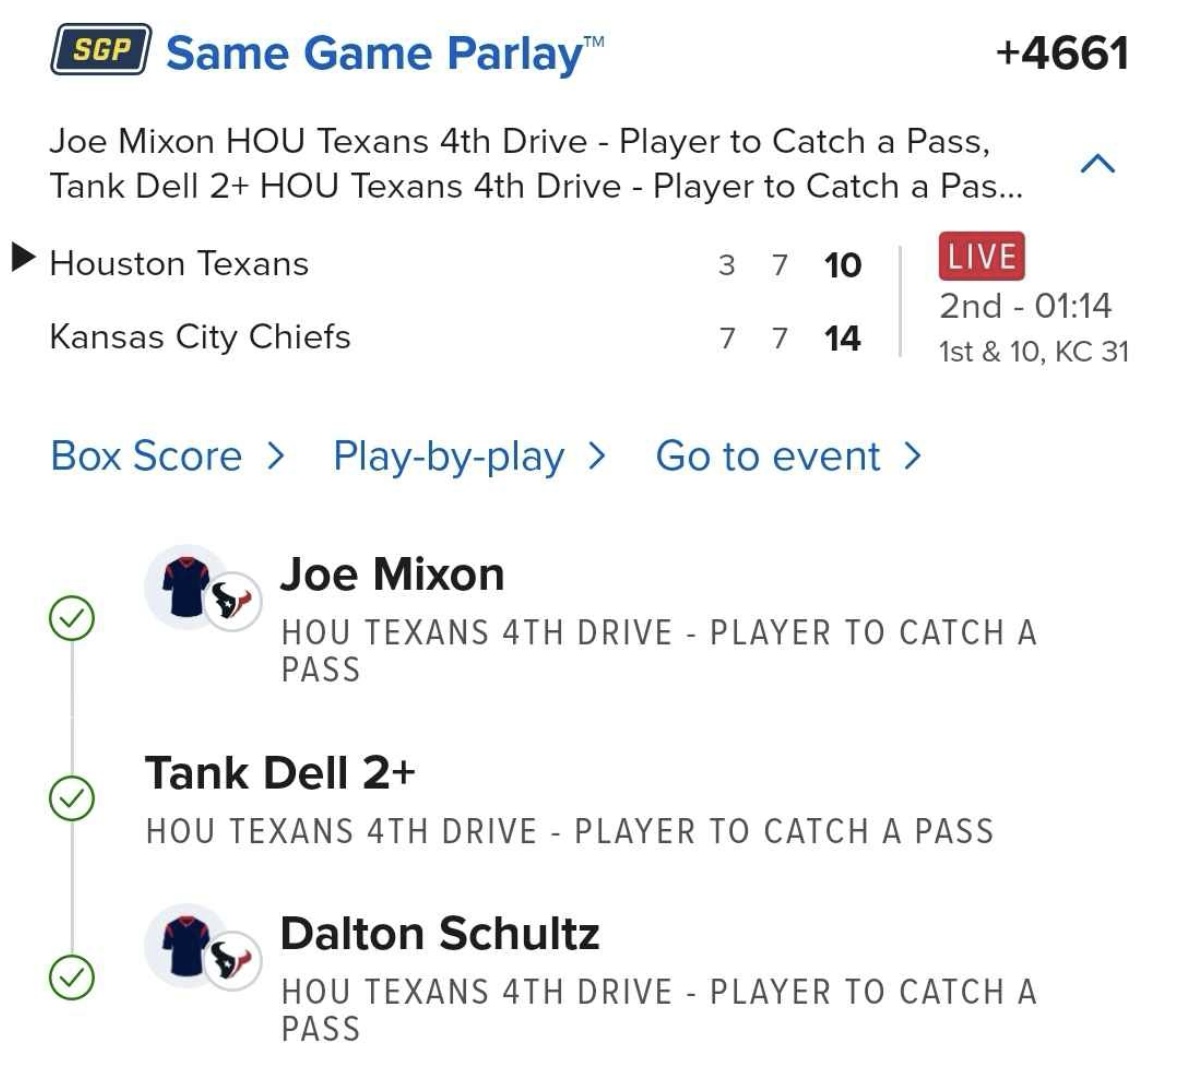 SGP Same Game Parlay™ +4661
Joe Mixon HOU Texans 4th Drive - Player to Catch a Pass,
Tank Dell 2+ HOU Texans 4th Drive - Player to Catch a Pas...
Houston Texans 3 7 10
LIVE
Kansas City Chiefs 7 7 14
2nd - 01:14
1st & 10, KC 31
Box Score > Play-by-play > Go to event >
Joe Mixon
HOU TEXANS 4TH DRIVE - PLAYER TO CATCH A
PASS
Tank Dell 2+
HOU TEXANS 4TH DRIVE - PLAYER TO CATCH A PASS
Dalton Schultz
HOU TEXANS 4TH DRIVE - PLAYER TO CATCH A
PASS